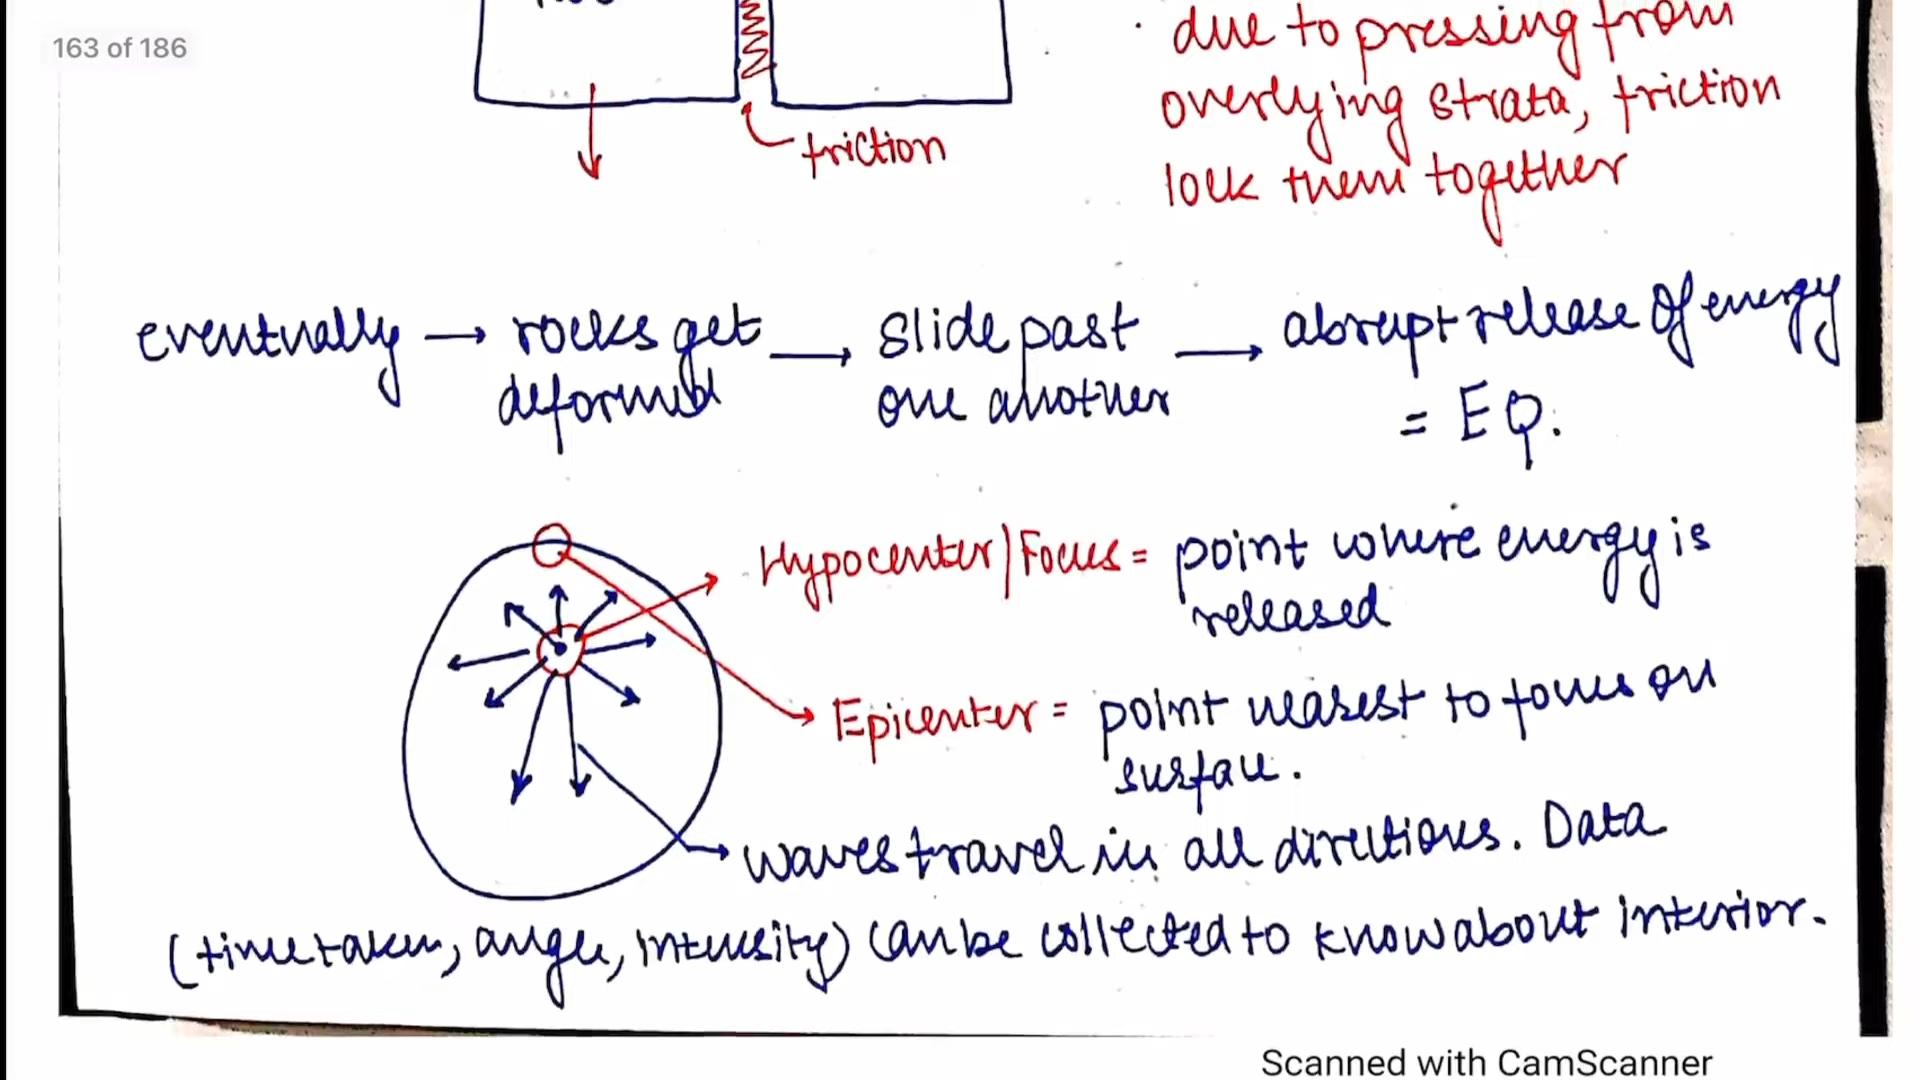 163 of 186
due to pressing from
overlying strata, friction
lock them together
friction
eventually → rocks get deformed → slide past one another → abrupt release of energy = EQ.
Hypocenter/Focus = point where energy is
released
Epicenter = point nearest to focus on
surface.
waves travel in all directions. Data
(time taken, angle, intensity) can be collected to know about interior.
Scanned with CamScanner